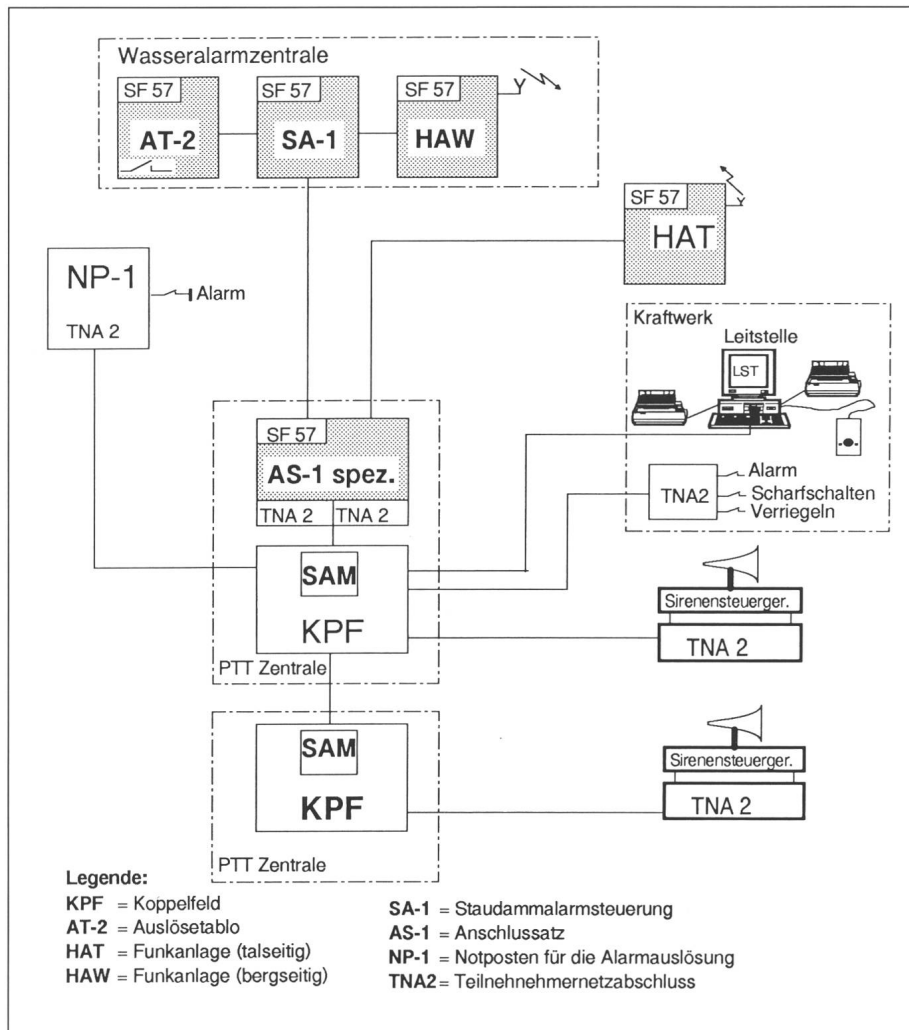 Wasseralarmzentrale
SF 57
AT-2
SF 57
SA-1
SF 57
HAW
SF 57
HAT
NP-1
TNA 2
Alarm
Kraftwerk
Leitstelle
LST
TNA2
Alarm
Scharfschalten
Verriegeln
SF 57
AS-1 spez.
TNA 2 TNA 2
SAM
KPF
PTT Zentrale
Sirenensteuerger.
TNA 2
SAM
KPF
PTT Zentrale
Sirenensteuerger.
TNA 2
Legende:
KPF = Koppelfeld
AT-2 = Auslösetablo
HAT = Funkanlage (talseitig)
HAW = Funkanlage (bergseitig)
SA-1 = Staudammalarmsteuerung
AS-1 = Anschlussatz
NP-1 = Notposten für die Alarmauslösung
TNA2 = Teilnehnehmernetzabschluss